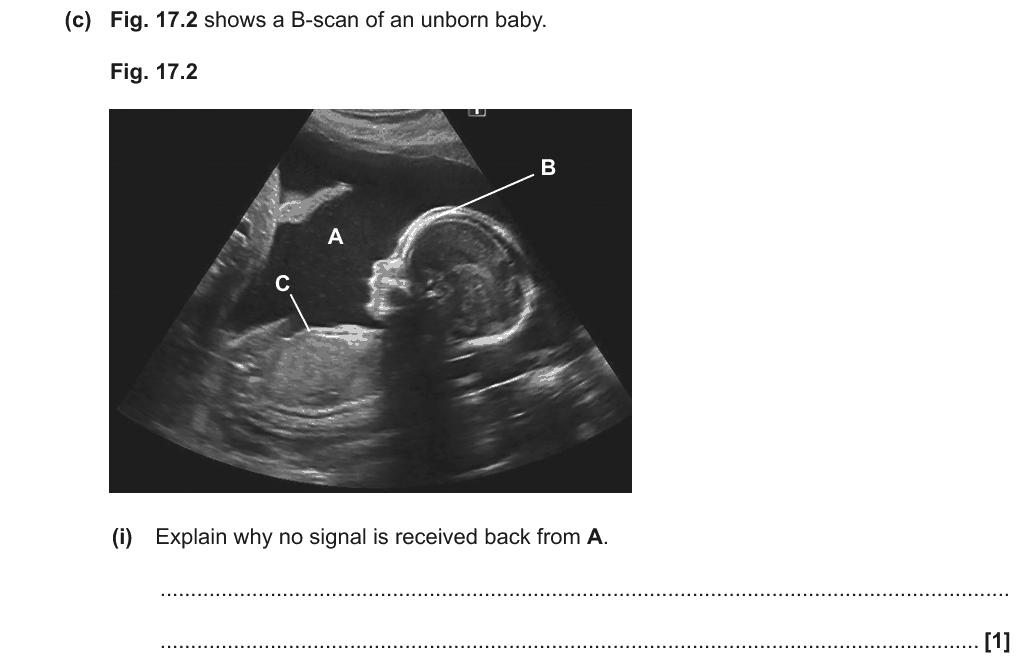 (c) Fig. 17.2 shows a B-scan of an unborn baby.
Fig. 17.2
B
A
C
(i) Explain why no signal is received back from A.
.......................................................................................................................................
................................................................................................................................... [1]